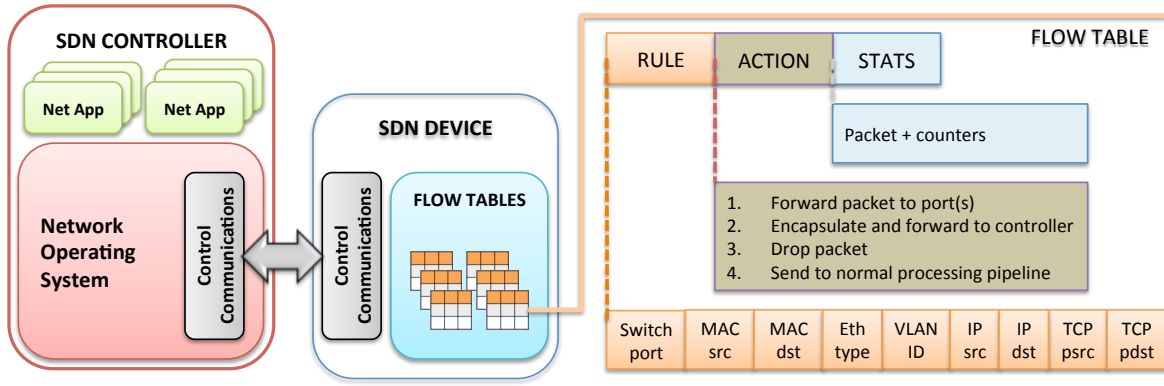 SDN CONTROLLER
Net App
Net App
Network
Operating
System
Control
Communications
SDN DEVICE
Control
Communications
FLOW TABLES
FLOW TABLE
RULE
ACTION
STATS
Packet + counters
1. Forward packet to port(s)
2. Encapsulate and forward to controller
3. Drop packet
4. Send to normal processing pipeline
Switch
port
MAC
src
MAC
dst
Eth
type
VLAN
ID
IP
src
IP
dst
TCP
psrc
TCP
pdst